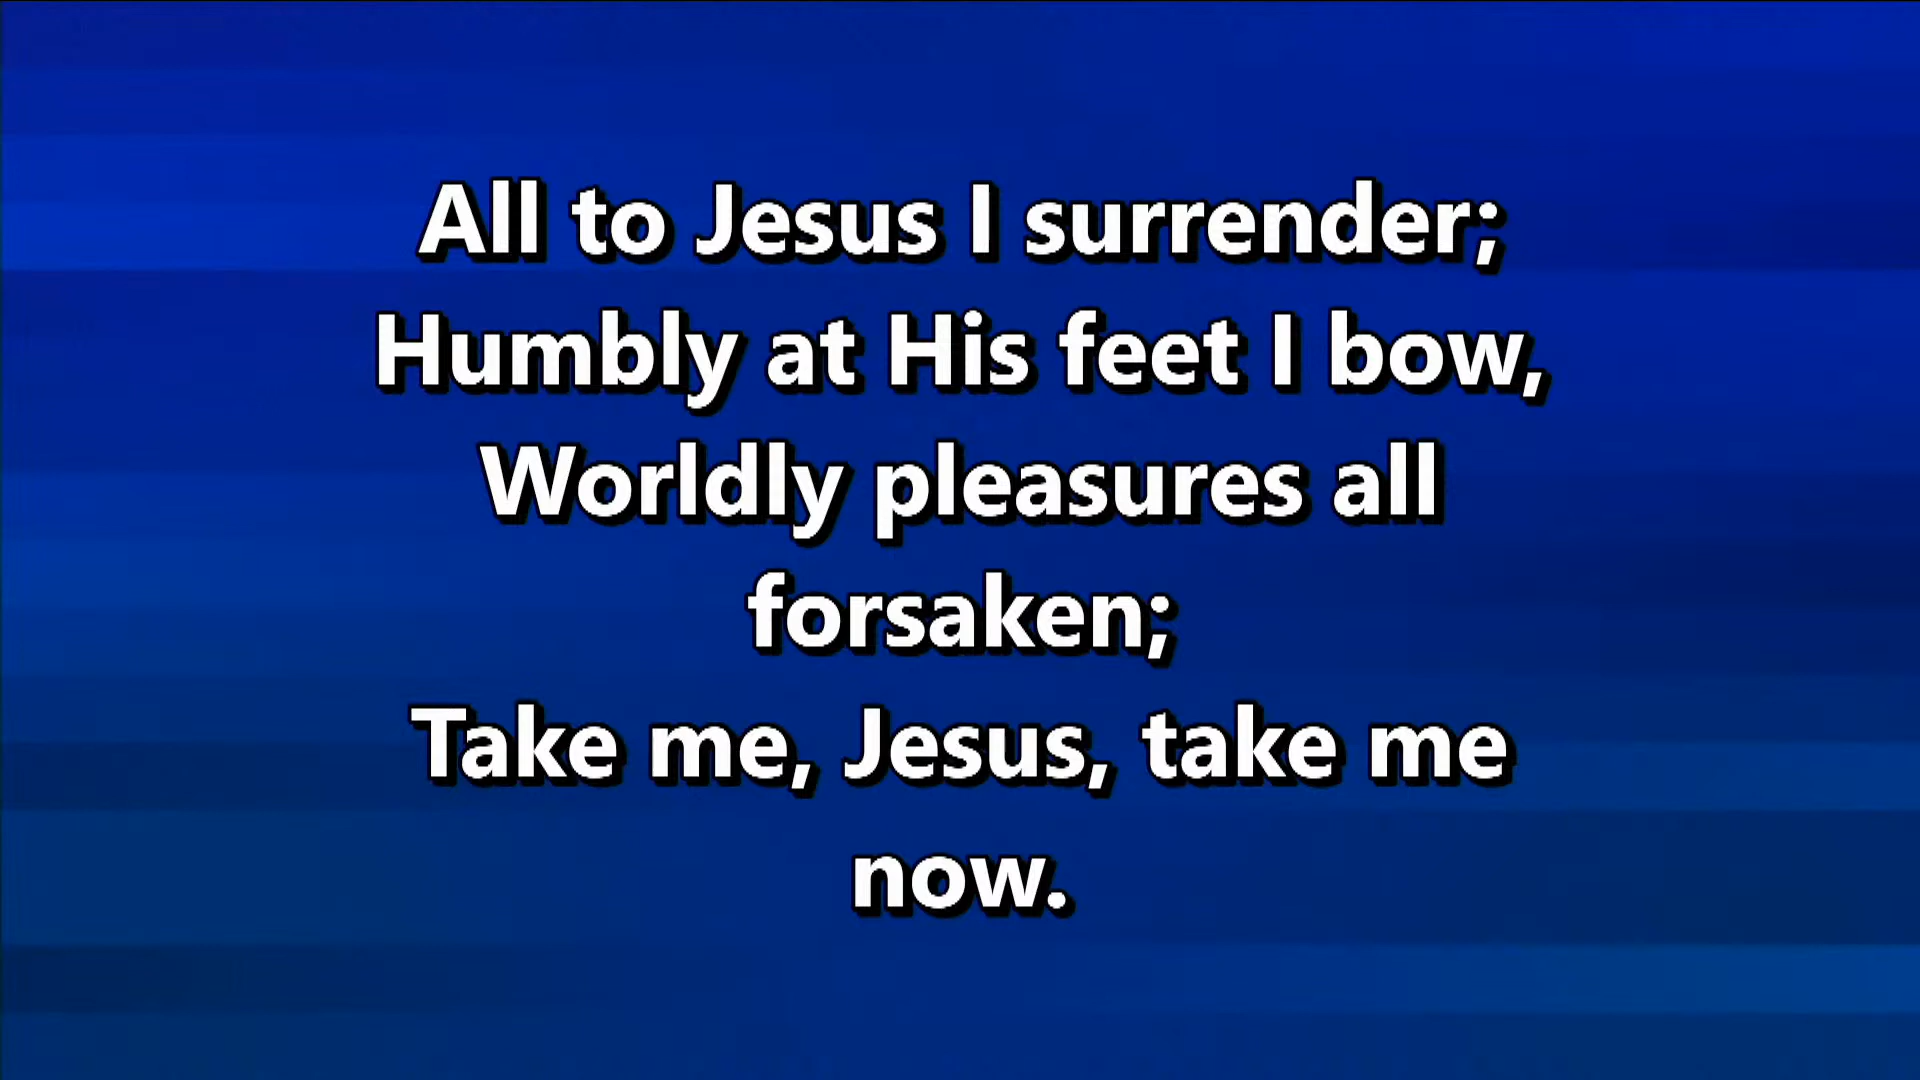 All to Jesus I surrender;
Humbly at His feet I bow,
Worldly pleasures all
forsaken;
Take me, Jesus, take me
now.